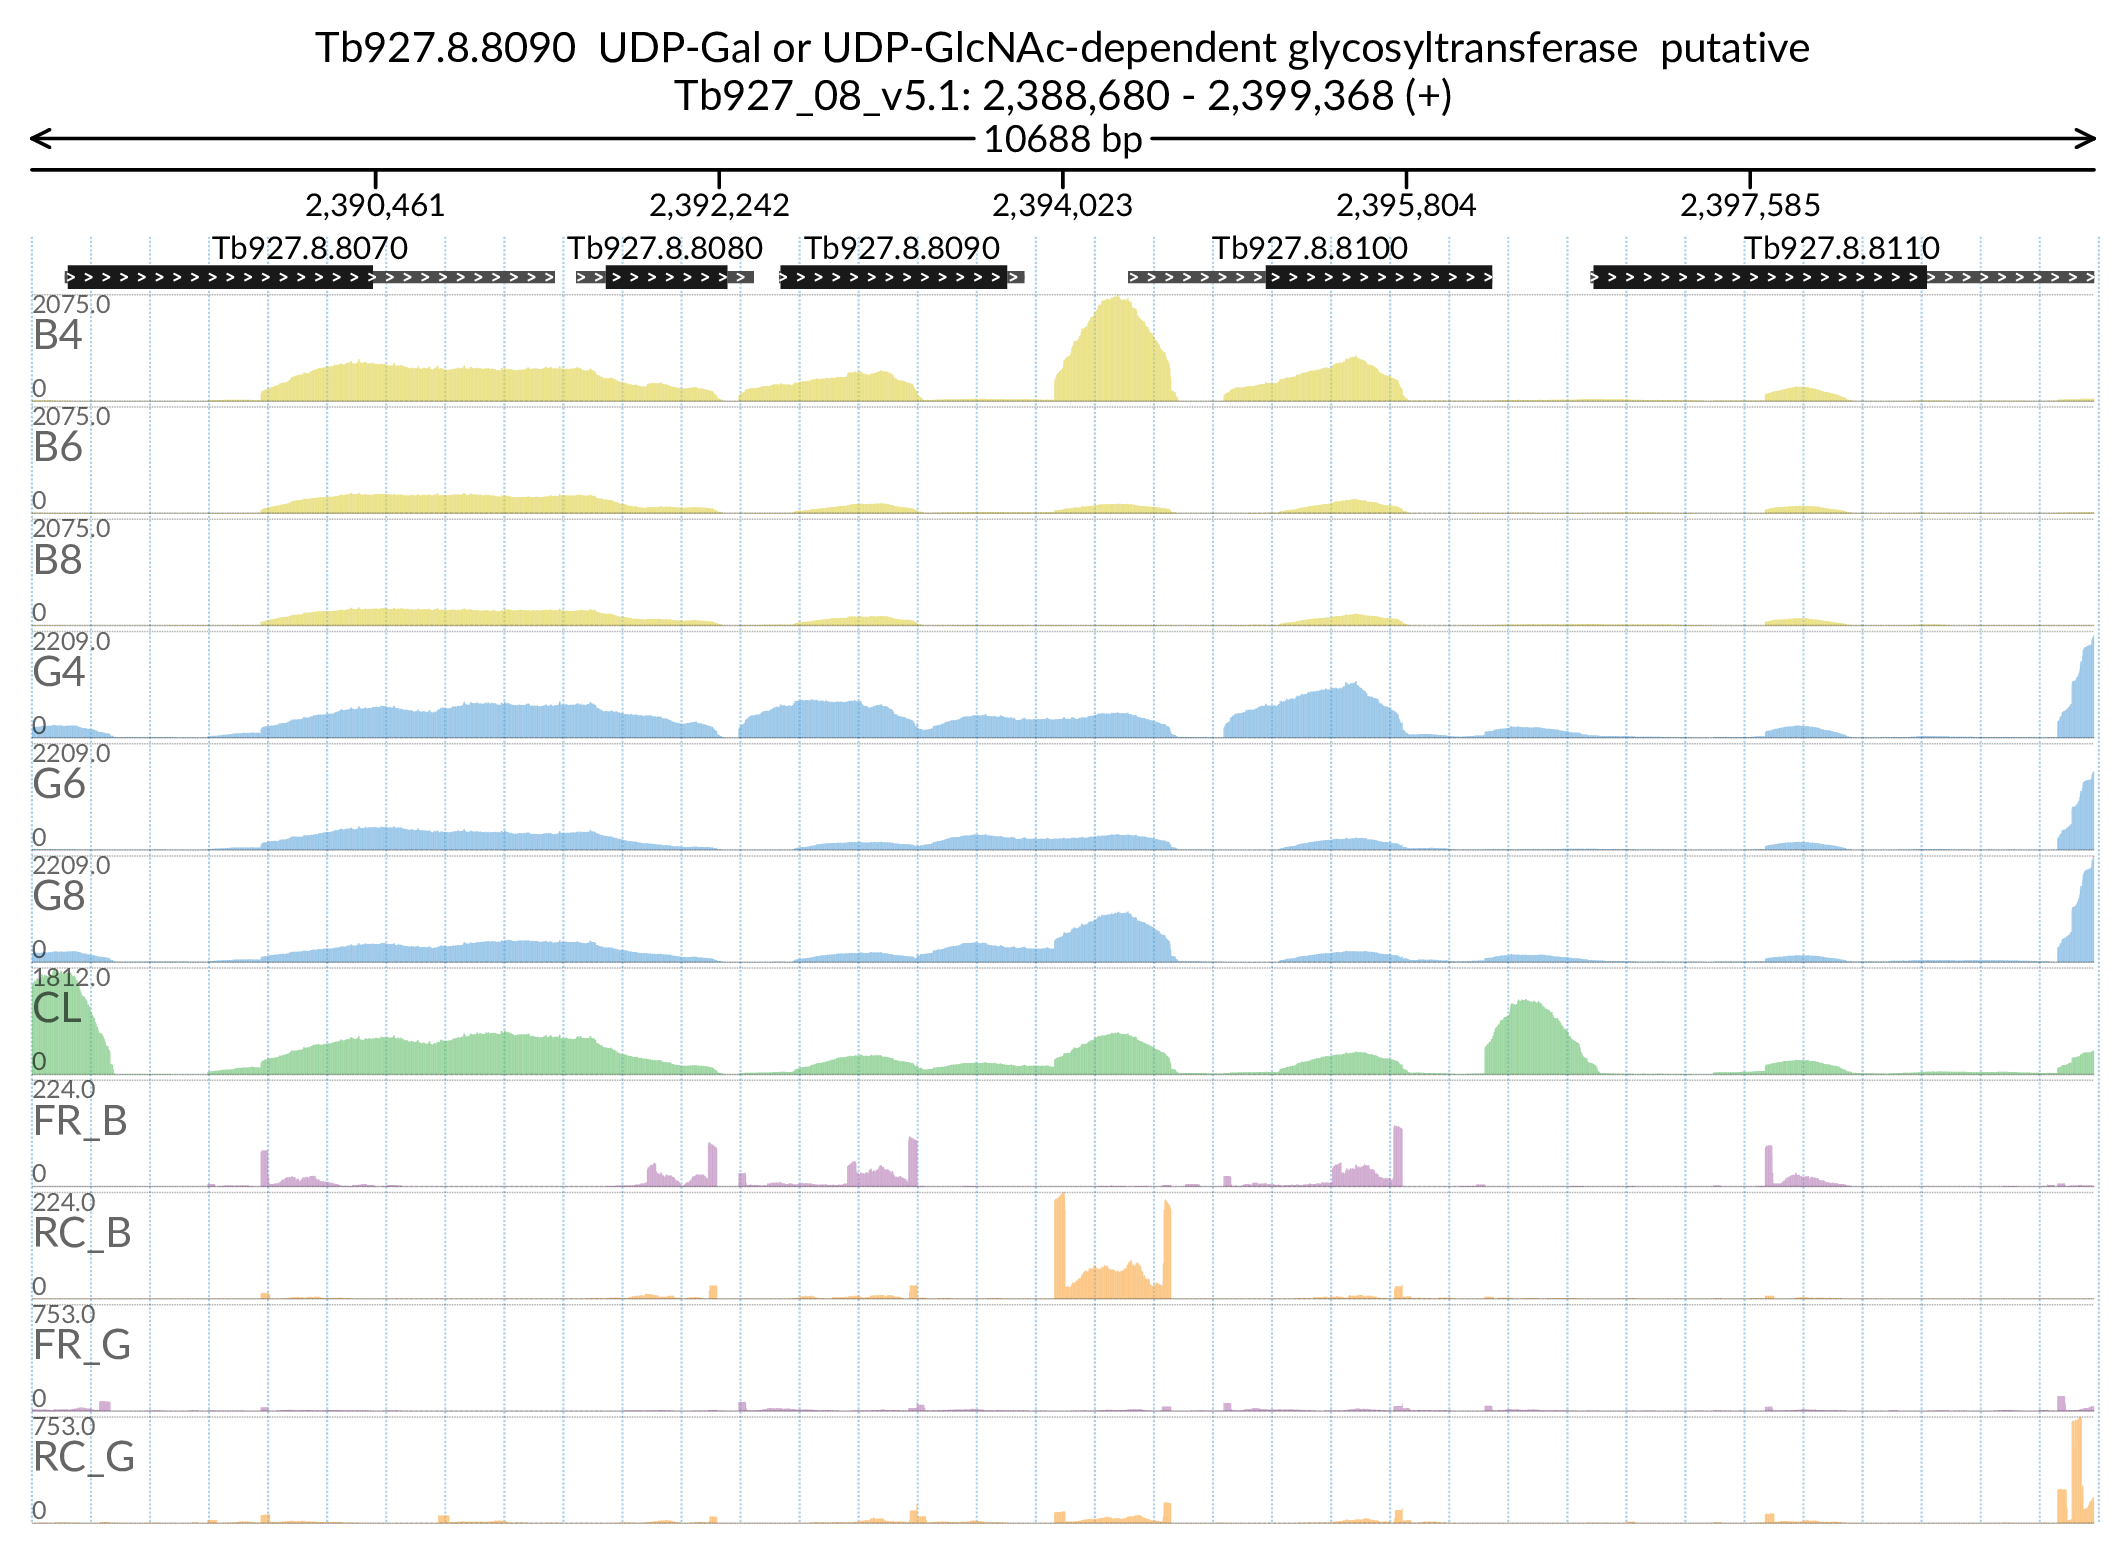 Tb927.8.8090  UDP-Gal or UDP-GlcNAc-dependent glycosyltransferase  putative
Tb927_08_v5.1: 2,388,680 - 2,399,368 (+)
10688 bp
2,390,461 2,392,242 2,394,023 2,395,804 2,397,585
Tb927.8.8070 Tb927.8.8080 Tb927.8.8090 Tb927.8.8100 Tb927.8.8110
2075.0
B4
0
2075.0
B6
0
2075.0
B8
0
2209.0
G4
0
2209.0
G6
0
2209.0
G8
0
1812.0
CL
0
224.0
FR_B
0
224.0
RC_B
0
753.0
FR_G
0
753.0
RC_G
0